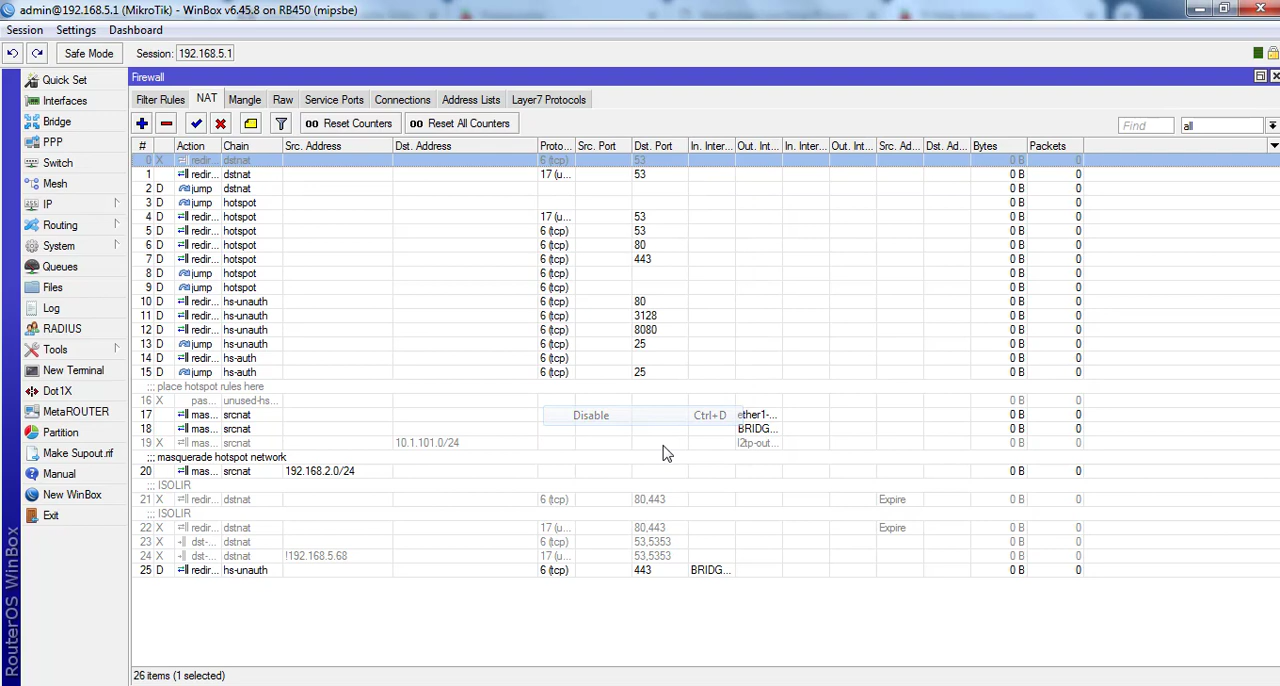 admin@192.168.5.1 (MikroTik) - WinBox v6.45.8 on RB450 (mipsbe)
Session Settings Dashboard
Safe Mode Session: 192.168.5.1
Quick Set
Interfaces
Bridge
PPP
Switch
Mesh
IP
Routing
System
Queues
Files
Log
RADIUS
Tools
New Terminal
Dot1X
MetaROUTER
Partition
Make Supout.rif
Manual
New WinBox
Exit
RouterOS WinBox
Firewall
Filter Rules NAT Mangle Raw Service Ports Connections Address Lists Layer7 Protocols
00 Reset Counters 00 Reset All Counters Find all
# Action Chain Src. Address Dst. Address Proto... Src. Port Dst. Port In. Inter... Out. Int... In. Inter... Out. Int... Src. Ad... Dst. Ad... Bytes Packets
0 X redir... dstnat 6 (tcp) 53 0 B 0
1 redir... dstnat 17 (u... 53 0 B 0
2 D jump dstnat 0 B 0
3 D jump hotspot 0 B 0
4 D redir... hotspot 17 (u... 53 0 B 0
5 D redir... hotspot 6 (tcp) 53 0 B 0
6 D redir... hotspot 6 (tcp) 80 0 B 0
7 D redir... hotspot 6 (tcp) 443 0 B 0
8 D jump hotspot 6 (tcp) 0 B 0
9 D jump hotspot 6 (tcp) 0 B 0
10 D redir... hs-unauth 6 (tcp) 80 0 B 0
11 D redir... hs-unauth 6 (tcp) 3128 0 B 0
12 D redir... hs-unauth 6 (tcp) 8080 0 B 0
13 D jump hs-unauth 6 (tcp) 25 0 B 0
14 D redir... hs-auth 6 (tcp) 0 B 0
15 D jump hs-auth 6 (tcp) 25 0 B 0
;;; place hotspot rules here
16 X pas... unused-hs... 0 B 0
17 mas... srcnat ether1-... 0 B 0
Disable Ctrl+D
18 mas... srcnat BRIDG... 0 B 0
19 X mas... srcnat 10.1.101.0/24 l2tp-out... 0 B 0
;;; masquerade hotspot network
20 mas... srcnat 192.168.2.0/24 0 B 0
;;; ISOLIR
21 X redir... dstnat 6 (tcp) 80,443 Expire 0 B 0
;;; ISOLIR
22 X redir... dstnat 17 (u... 80,443 Expire 0 B 0
23 X dst-... dstnat 6 (tcp) 53,5353 0 B 0
24 X dst-... dstnat !192.168.5.68 17 (u... 53,5353 0 B 0
25 D redir... hs-unauth 6 (tcp) 443 BRIDG... 0 B 0
26 items (1 selected)